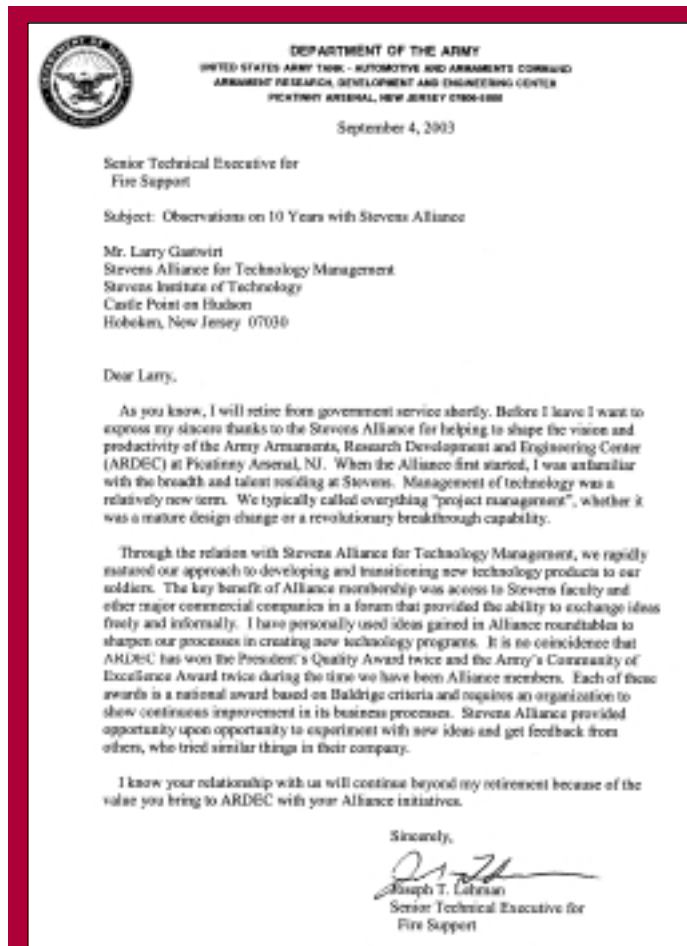 DEPARTMENT OF THE ARMY
UNITED STATES ARMY TANK - AUTOMOTIVE AND ARMAMENTS COMMAND
ARMAMENT RESEARCH, DEVELOPMENT AND ENGINEERING CENTER
PICATINNY ARSENAL, NEW JERSEY 07806-5000
September 4, 2003
Senior Technical Executive for
Fire Support
Subject: Observations on 10 Years with Stevens Alliance
Mr. Larry Gastwirt
Stevens Alliance for Technology Management
Stevens Institute of Technology
Castle Point on Hudson
Hoboken, New Jersey 07030
Dear Larry,
As you know, I will retire from government service shortly. Before I leave I want to
express my sincere thanks to the Stevens Alliance for helping to shape the vision and
productivity of the Army Armaments, Research Development and Engineering Center
(ARDEC) at Picatinny Arsenal, NJ. When the Alliance first started, I was unfamiliar
with the breadth and talent residing at Stevens. Management of technology was a
relatively new term. We typically called everything "project management", whether it
was a mature design change or a revolutionary breakthrough capability.
Through the relation with Stevens Alliance for Technology Management, we rapidly
matured our approach to developing and transitioning new technology products to our
soldiers. The key benefit of Alliance membership was access to Stevens faculty and
other major commercial companies in a forum that provided the ability to exchange ideas
freely and informally. I have personally used ideas gained in Alliance roundtables to
sharpen our processes in creating new technology programs. It is no coincidence that
ARDEC has won the President's Quality Award twice and the Army's Community of
Excellence Award twice during the time we have been Alliance members. Each of these
awards is a national award based on Baldrige criteria and requires an organization to
show continuous improvement in its business processes. Stevens Alliance provided
opportunity upon opportunity to experiment with new ideas and get feedback from
others, who tried similar things in their company.
I know your relationship with us will continue beyond my retirement because of the
value you bring to ARDEC with your Alliance initiatives.
Sincerely,
Joseph T. Lehman
Senior Technical Executive for
Fire Support